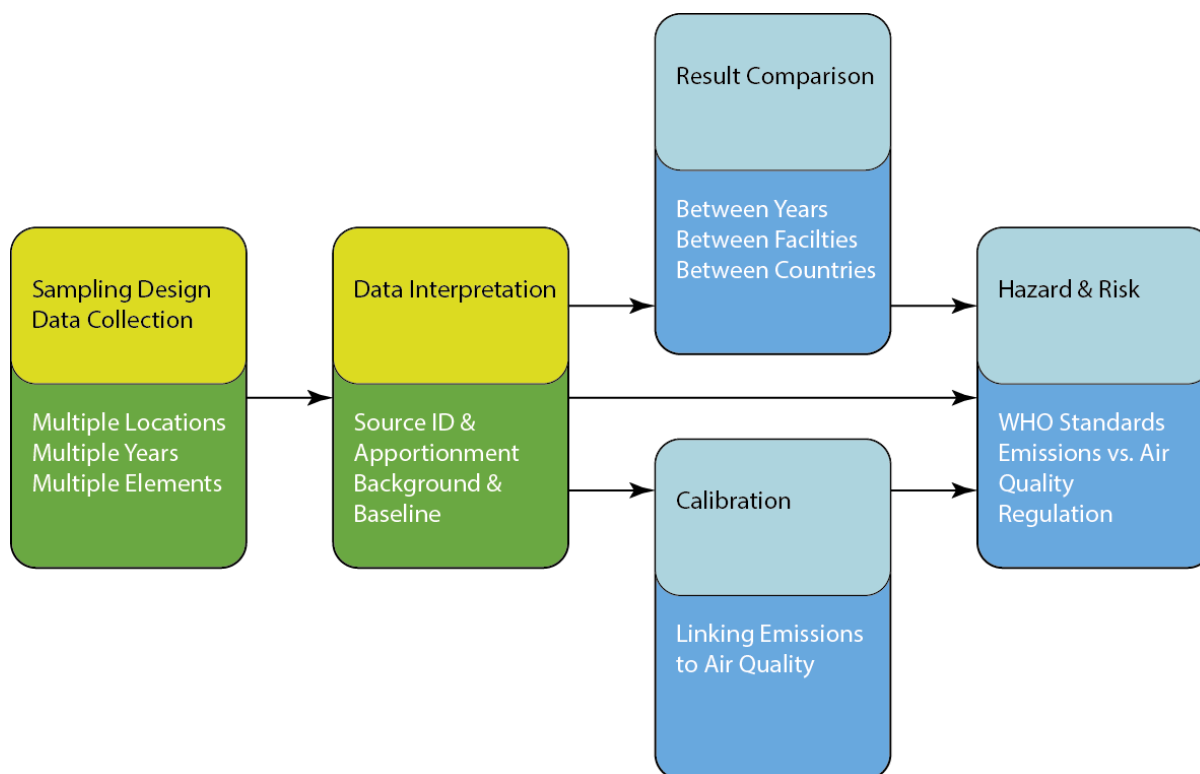 Sampling Design
Data Collection
Multiple Locations
Multiple Years
Multiple Elements
Data Interpretation
Source ID &
Apportionment
Background &
Baseline
Result Comparison
Between Years
Between Facilties
Between Countries
Calibration
Linking Emissions
to Air Quality
Hazard & Risk
WHO Standards
Emissions vs. Air
Quality
Regulation